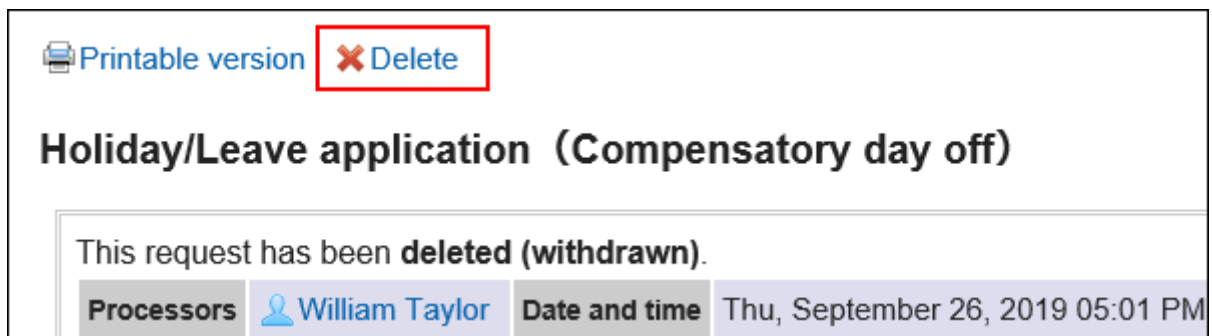 Printable version Delete
Holiday/Leave application（Compensatory day off）
This request has been deleted (withdrawn).
Processors William Taylor Date and time Thu, September 26, 2019 05:01 PM